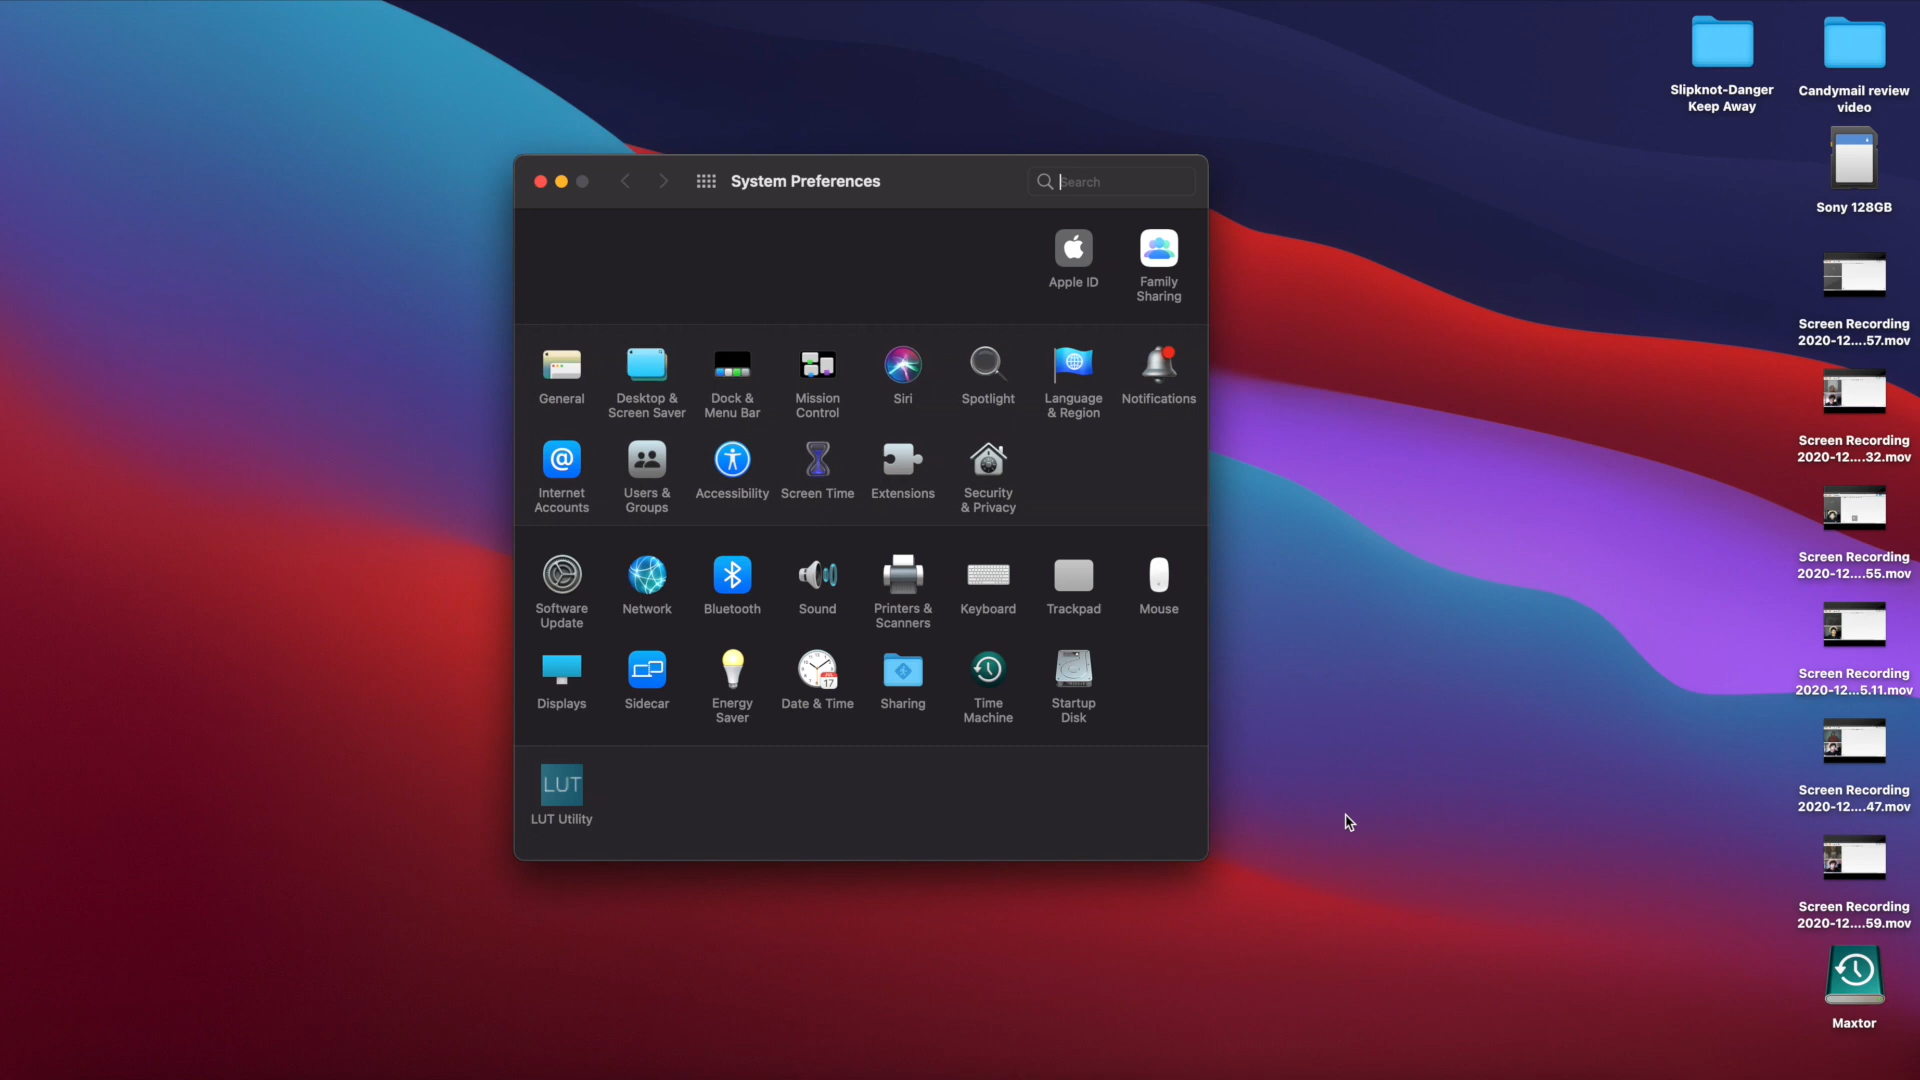 System Preferences
Search
Apple ID
Family
Sharing
General
Desktop &
Screen Saver
Dock &
Menu Bar
Mission
Control
Siri
Spotlight
Language
& Region
Notifications
Internet
Accounts
Users &
Groups
Accessibility
Screen Time
Extensions
Security
& Privacy
Software
Update
Network
Bluetooth
Sound
Printers &
Scanners
Keyboard
Trackpad
Mouse
Displays
Sidecar
Energy
Saver
17
Date & Time
Sharing
Time
Machine
Startup
Disk
LUT
LUT Utility
Slipknot-Danger
Keep Away
Candymail review
video
Sony 128GB
Screen Recording
2020-12....57.mov
Screen Recording
2020-12....32.mov
Screen Recording
2020-12....55.mov
Screen Recording
2020-12...5.11.mov
Screen Recording
2020-12....47.mov
Screen Recording
2020-12....59.mov
Maxtor